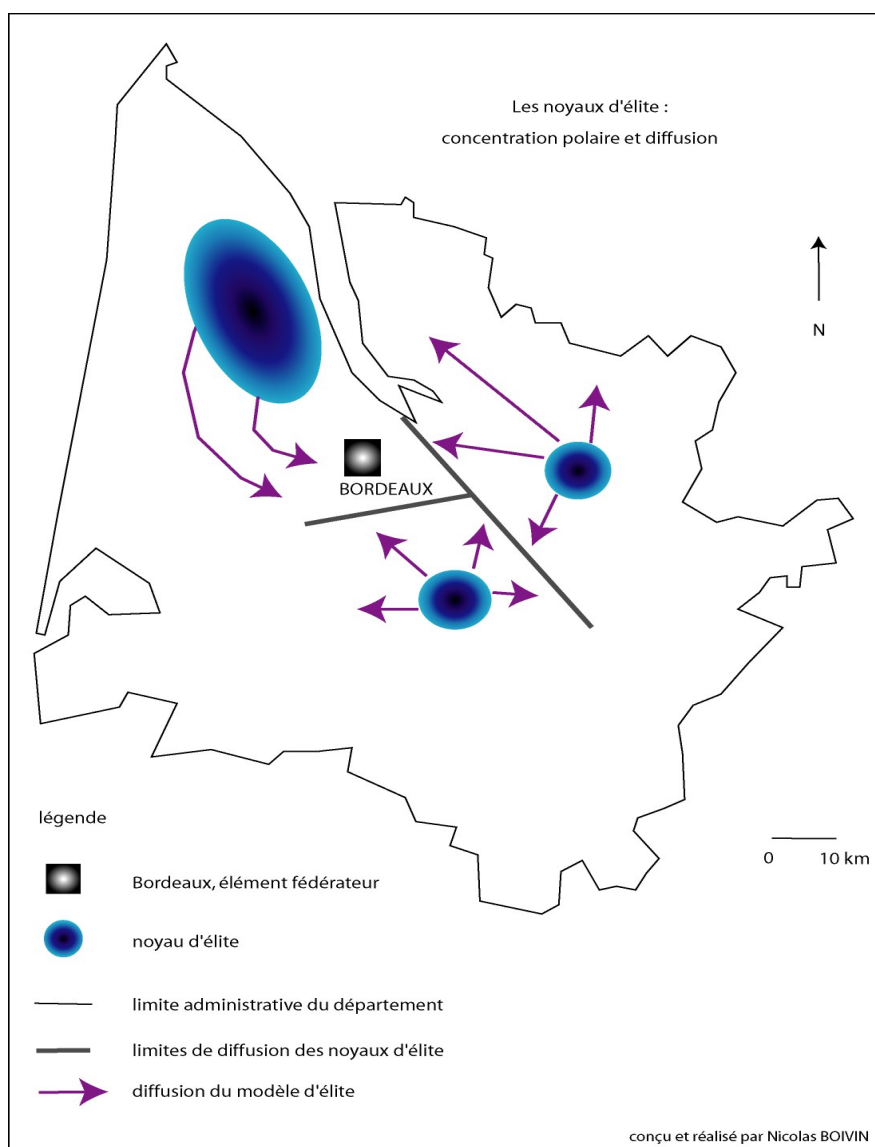 Les noyaux d'élite :
concentration polaire et diffusion
N
BORDEAUX
légende
0 10 km
Bordeaux, élément fédérateur
noyau d'élite
limite administrative du département
limites de diffusion des noyaux d'élite
diffusion du modèle d'élite
conçu et réalisé par Nicolas BOIVIN